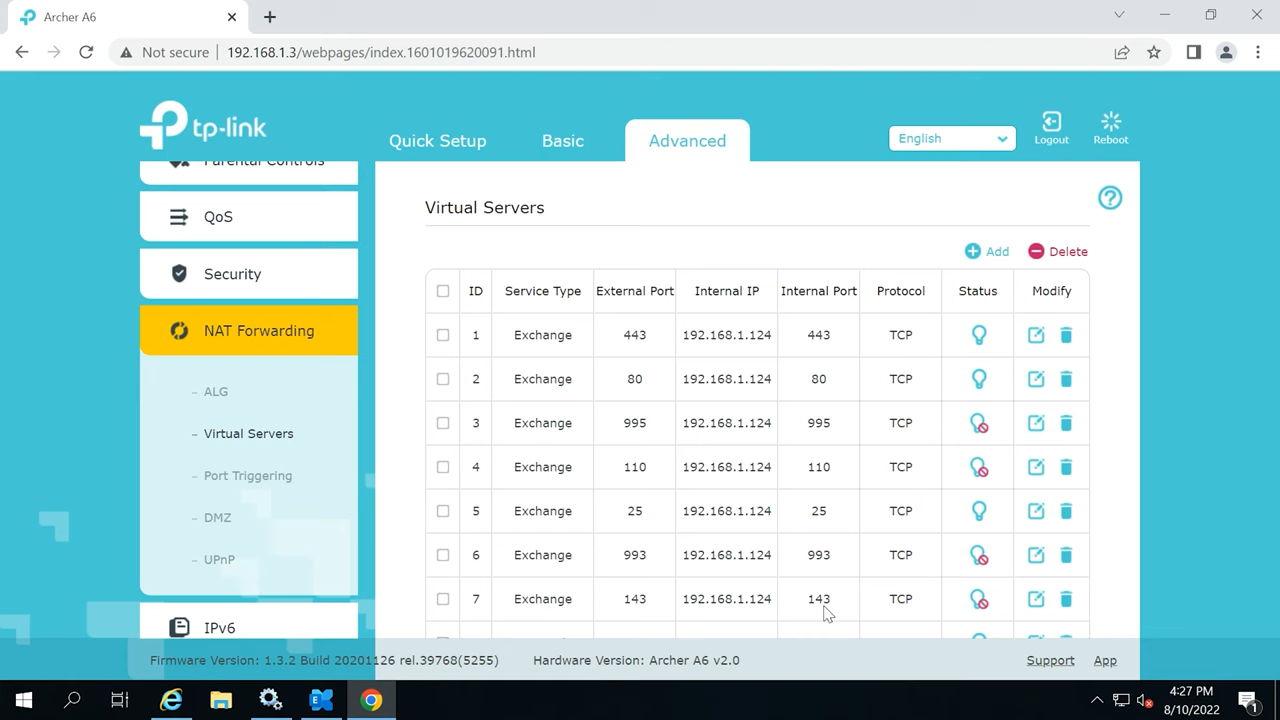 Archer A6
Not secure 192.168.1.3/webpages/index.1601019620091.html
tp-link
Quick Setup
Basic
Advanced
English
Logout
Reboot
Parental Controls
QoS
Security
NAT Forwarding
- ALG
- Virtual Servers
- Port Triggering
- DMZ
- UPnP
IPv6
Virtual Servers
Add Delete
ID Service Type External Port Internal IP Internal Port Protocol Status Modify
1 Exchange 443 192.168.1.124 443 TCP
2 Exchange 80 192.168.1.124 80 TCP
3 Exchange 995 192.168.1.124 995 TCP
4 Exchange 110 192.168.1.124 110 TCP
5 Exchange 25 192.168.1.124 25 TCP
6 Exchange 993 192.168.1.124 993 TCP
7 Exchange 143 192.168.1.124 143 TCP
Firmware Version: 1.3.2 Build 20201126 rel.39768(5255) Hardware Version: Archer A6 v2.0 Support App
4:27 PM
8/10/2022
1